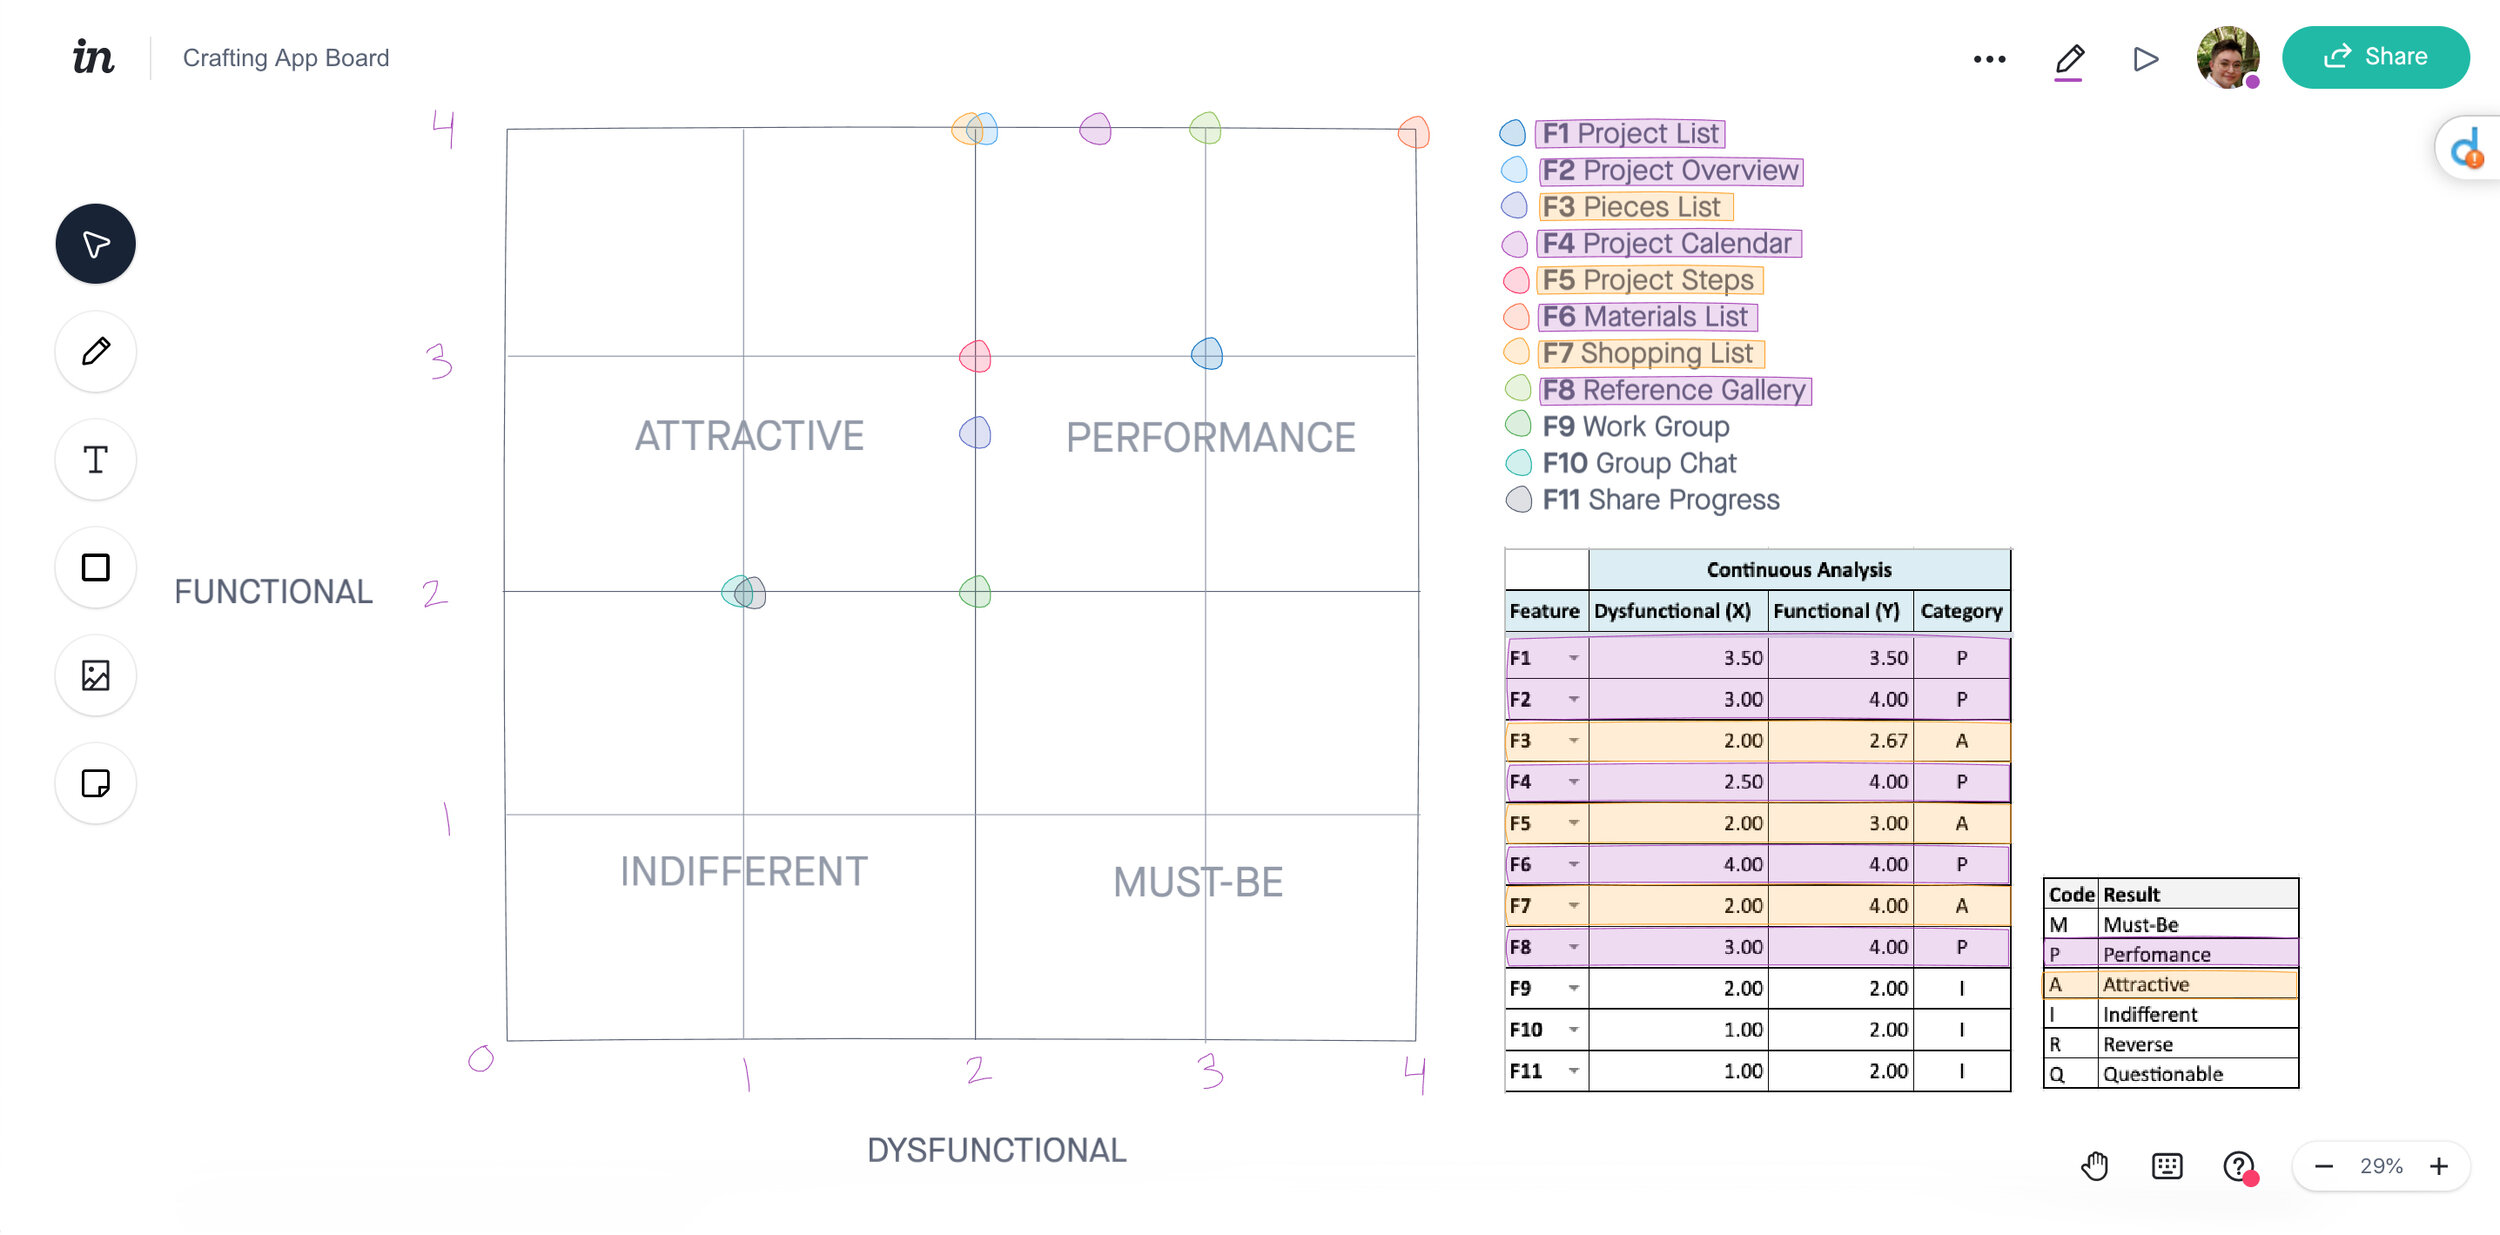 in
Crafting App Board
Share
4
3
2
1
0
1
2
3
4
FUNCTIONAL
DYSFUNCTIONAL
ATTRACTIVE
PERFORMANCE
INDIFFERENT
MUST-BE
F1 Project List
F2 Project Overview
F3 Pieces List
F4 Project Calendar
F5 Project Steps
F6 Materials List
F7 Shopping List
F8 Reference Gallery
F9 Work Group
F10 Group Chat
F11 Share Progress
Continuous Analysis
Feature Dysfunctional (X) Functional (Y) Category
F1 3.50 3.50 P
F2 3.00 4.00 P
F3 2.00 2.67 A
F4 2.50 4.00 P
F5 2.00 3.00 A
F6 4.00 4.00 P
F7 2.00 4.00 A
F8 3.00 4.00 P
F9 2.00 2.00 I
F10 1.00 2.00 I
F11 1.00 2.00 I
Code Result
M Must-Be
P Perfomance
A Attractive
I Indifferent
R Reverse
Q Questionable
29%